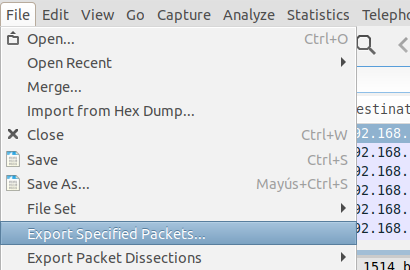 File Edit View Go Capture Analyze Statistics
Open... Ctrl+O
Open Recent
Merge...
Import from Hex Dump...
Close Ctrl+W
Save Ctrl+S
Save As... Mayús+Ctrl+S
File Set
Export Specified Packets...
Export Packet Dissections
92.168.
92.168.
92.168.
92.168.
92.168.
92.168.
1514